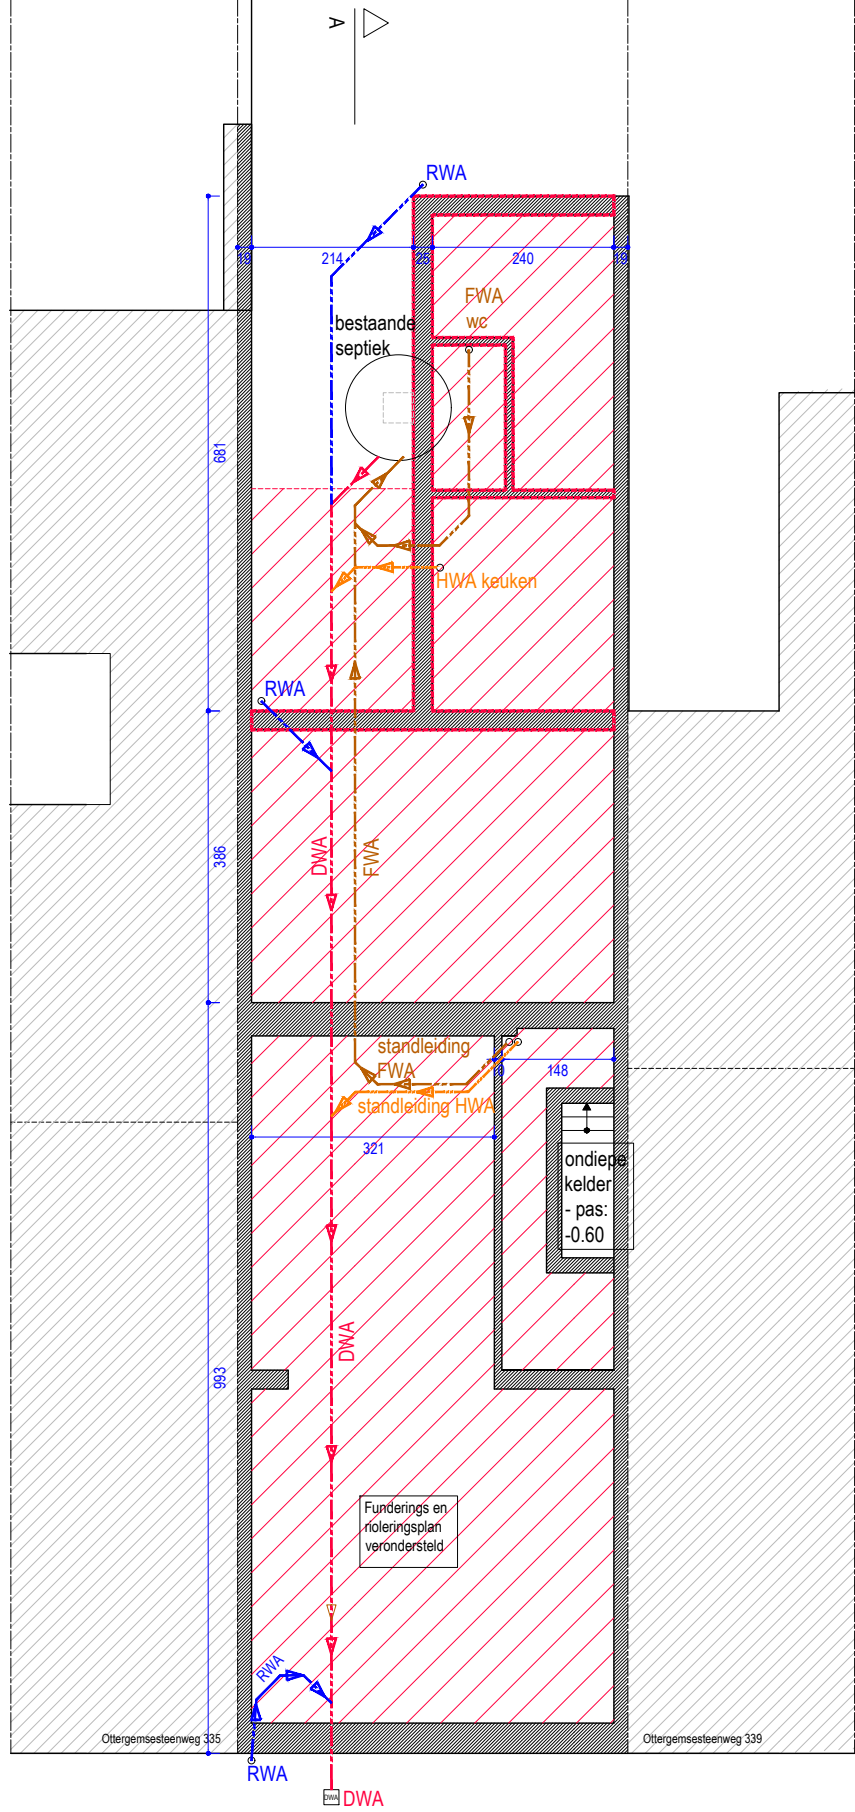 A
RWA
19
214
25
240
19
FWA
wc
bestaande
septiek
681
HWA keuken
RWA
386
DWA
FWA
standleiding
FWA
10
148
standleiding HWA
321
ondiepe
kelder
- pas:
-0.60
DWA
993
Funderings en
rioleringsplan
verondersteld
RWA
Ottergemsesteenweg 335
Ottergemsesteenweg 339
RWA
DWA
DWA